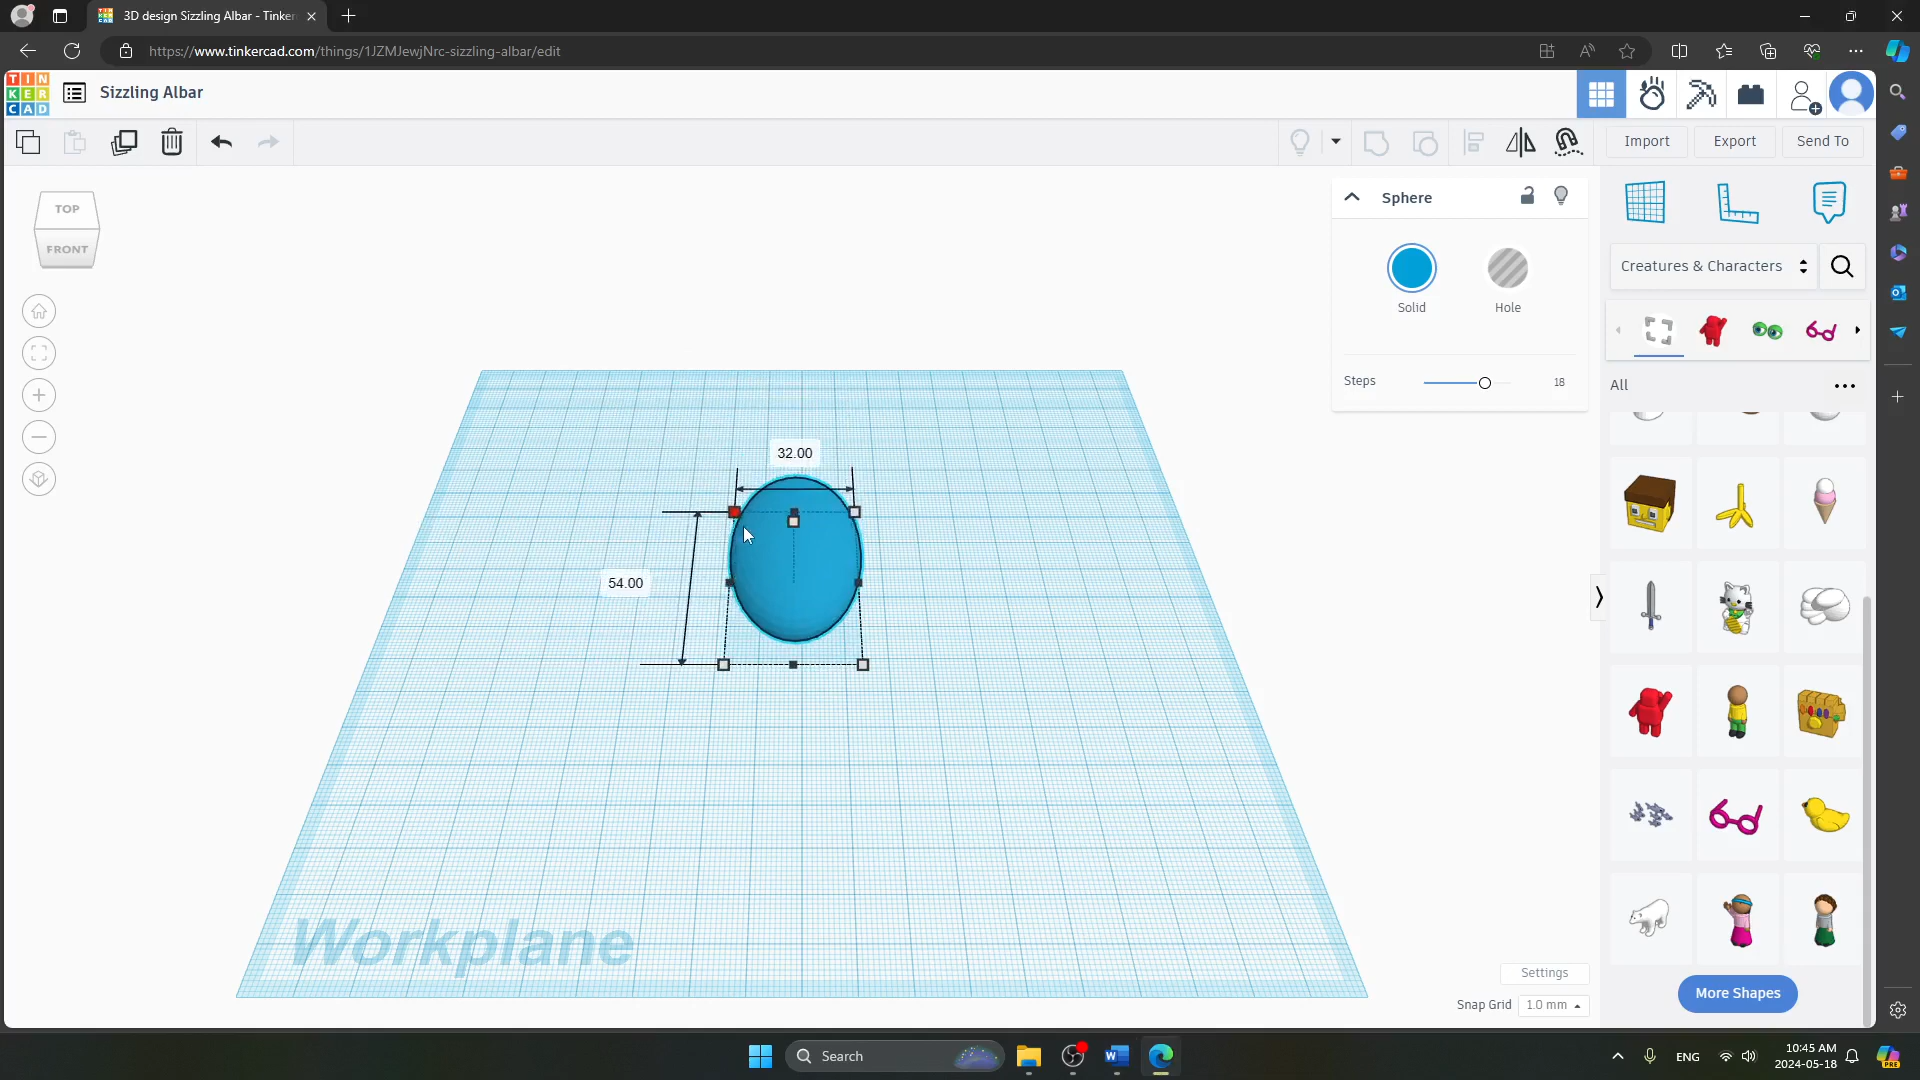 3D design Sizzling Albar - Tinker
https://www.tinkercad.com/things/1JZMJewjNrc-sizzling-albar/edit
TIN
KER
CAD
Sizzling Albar
Import
Export
Send To
TOP
FRONT
Sphere
Solid
Hole
Steps
18
Creatures & Characters
All
32.00
54.00
Workplane
Settings
Snap Grid
1.0 mm
More Shapes
Search
ENG
10:45 AM
2024-05-18
PRE